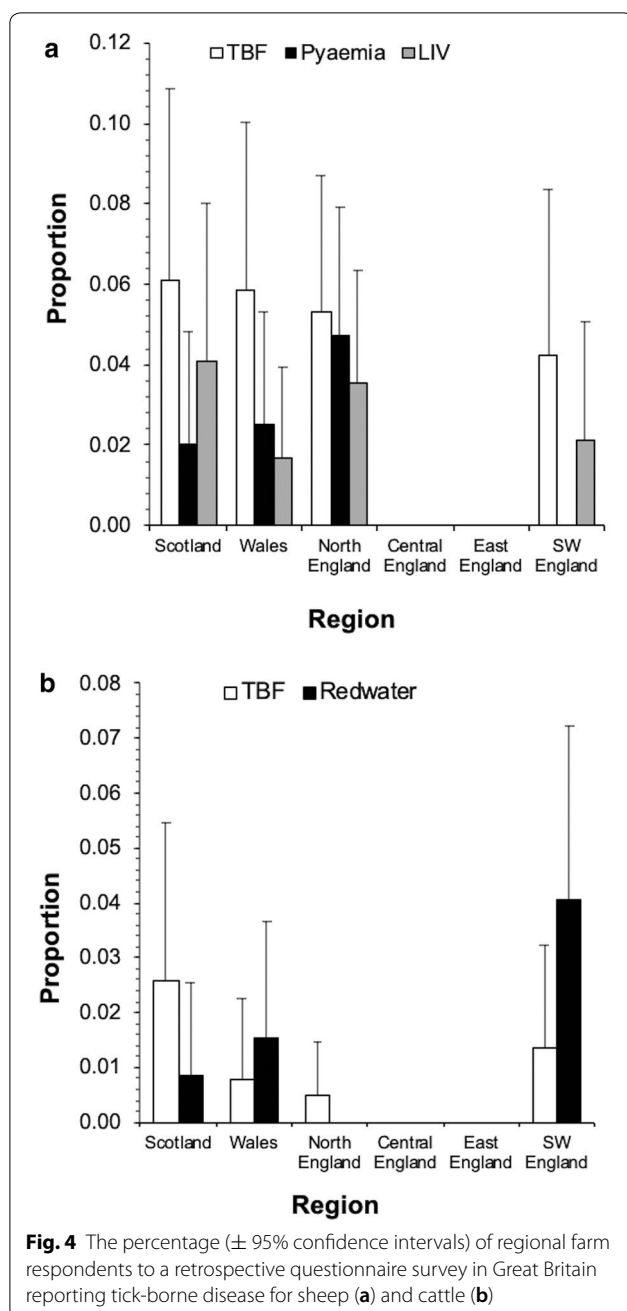 a
TBF Pyaemia LIV
0.12
0.10
0.08
0.06
0.04
0.02
0.00
Proportion
Scotland Wales North England Central England East England SW England
Region
b
TBF Redwater
0.08
0.07
0.06
0.05
0.04
0.03
0.02
0.01
0.00
Proportion
Scotland Wales North England Central England East England SW England
Region
Fig. 4 The percentage (± 95% confidence intervals) of regional farm
respondents to a retrospective questionnaire survey in Great Britain
reporting tick-borne disease for sheep (a) and cattle (b)